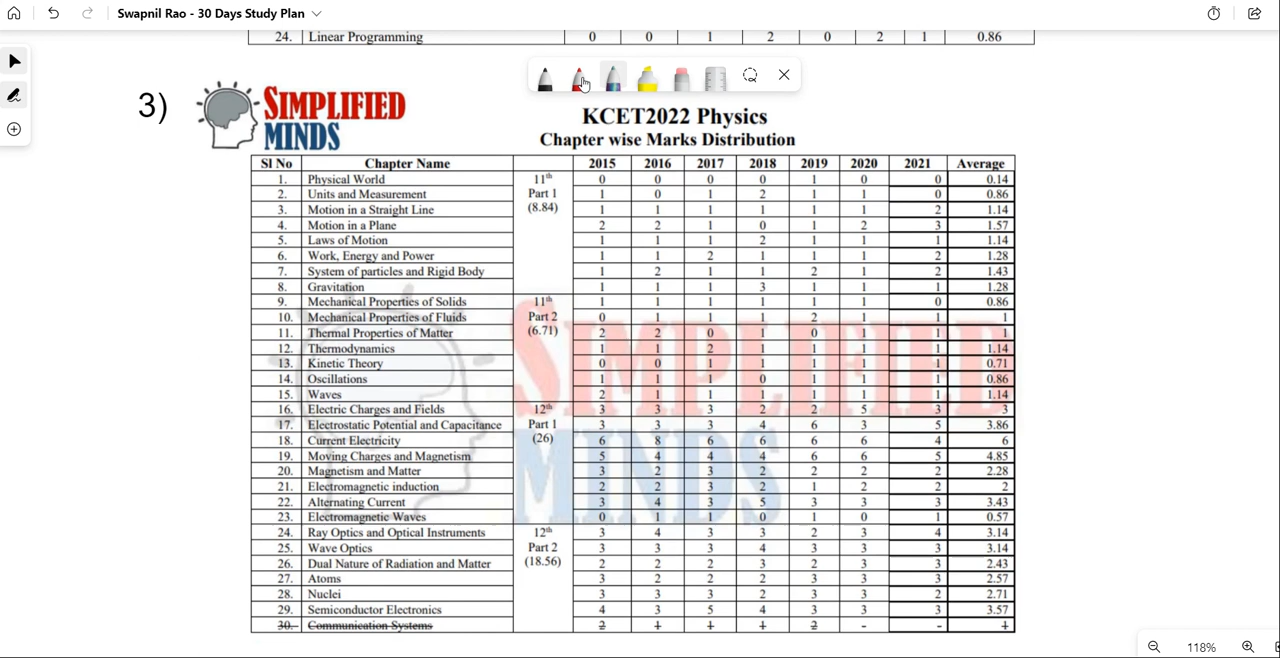 Swapnil Rao - 30 Days Study Plan
24. Linear Programming 0 0 1 2 0 2 1 0.86
3)
SIMPLIFIED
MINDS
KCET2022 Physics
Chapter wise Marks Distribution
Sl No Chapter Name 2015 2016 2017 2018 2019 2020 2021 Average
1. Physical World 11th 0 0 0 0 1 0 0 0.14
2. Units and Measurement Part 1 1 0 1 2 1 1 0 0.86
3. Motion in a Straight Line (8.84) 1 1 1 1 1 1 2 1.14
4. Motion in a Plane 2 2 1 0 1 2 3 1.57
5. Laws of Motion 1 1 1 2 1 1 1 1.14
6. Work, Energy and Power 1 1 2 1 1 1 2 1.28
7. System of particles and Rigid Body 1 2 1 1 2 1 2 1.43
8. Gravitation 1 1 1 3 1 1 1 1.28
9. Mechanical Properties of Solids 11th 1 1 1 1 1 1 0 0.86
10. Mechanical Properties of Fluids Part 2 0 1 1 1 2 1 1 1
11. Thermal Properties of Matter (6.71) 2 2 0 1 0 1 1 1
12. Thermodynamics 1 1 2 1 1 1 1 1.14
13. Kinetic Theory 0 0 1 1 1 1 1 0.71
14. Oscillations 1 1 1 0 1 1 1 0.86
15. Waves 2 1 1 1 1 1 1 1.14
16. Electric Charges and Fields 12th 3 3 3 2 2 5 3 3
17. Electrostatic Potential and Capacitance Part 1 3 3 3 4 6 3 5 3.86
18. Current Electricity (26) 6 8 6 6 6 6 4 6
19. Moving Charges and Magnetism 5 4 4 4 6 6 5 4.85
20. Magnetism and Matter 3 2 3 2 2 2 2 2.28
21. Electromagnetic induction 2 2 3 2 1 2 2 2
22. Alternating Current 3 4 3 5 3 3 3 3.43
23. Electromagnetic Waves 0 1 1 0 1 0 1 0.57
24. Ray Optics and Optical Instruments 12th 3 4 3 3 2 3 4 3.14
25. Wave Optics Part 2 3 3 3 4 3 3 3 3.14
26. Dual Nature of Radiation and Matter (18.56) 2 2 2 3 2 3 3 2.43
27. Atoms 3 2 2 2 3 3 3 2.57
28. Nuclei 3 3 3 2 3 3 2 2.71
29. Semiconductor Electronics 4 3 5 4 3 3 3 3.57
30. Communication Systems 2 1 1 1 2 - - 1
SIMPLIFIED
MINDS
118%